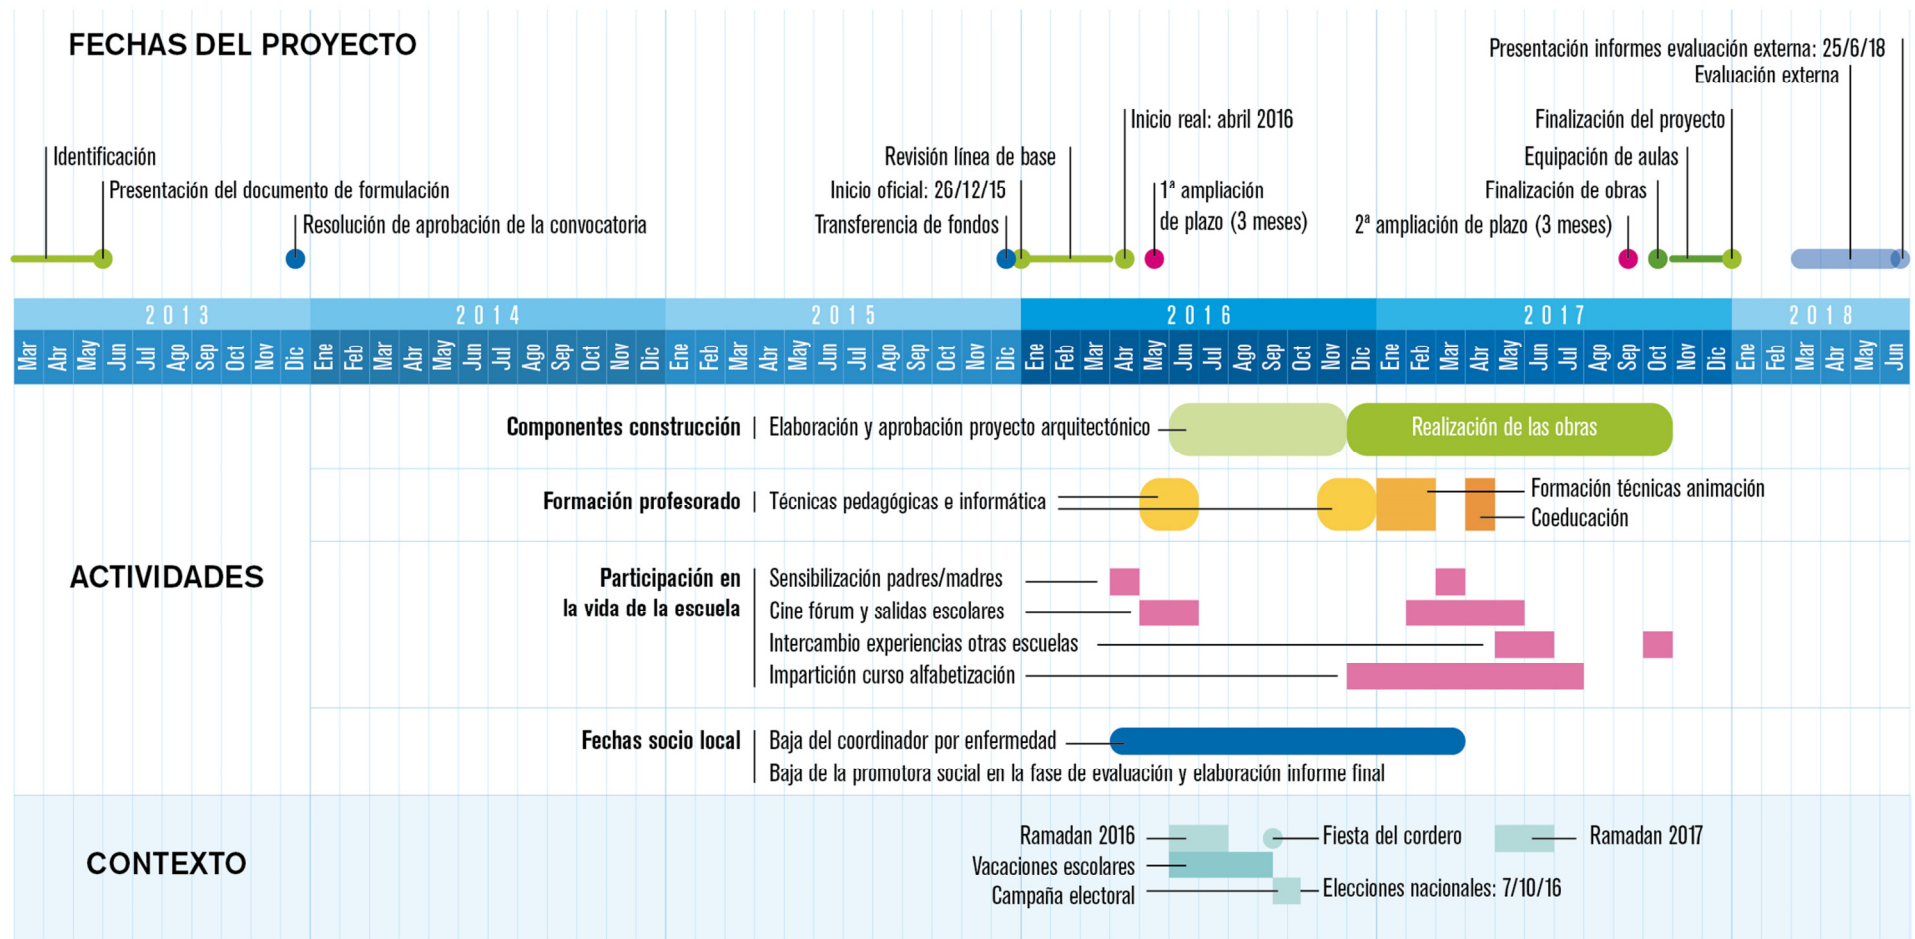 FECHAS DEL PROYECTO
Presentación informes evaluación externa: 25/6/18
Evaluación externa
Inicio real: abril 2016
Finalización del proyecto
Identificación
Revisión línea de base
Equipación de aulas
Presentación del documento de formulación
Inicio oficial: 26/12/15
1ª ampliación
de plazo (3 meses)
Finalización de obras
Resolución de aprobación de la convocatoria
Transferencia de fondos
2ª ampliación de plazo (3 meses)
2013 2014 2015 2016 2017 2018
Mar Abr May Jun Jul Ago Sep Oct Nov Dic Ene Feb Mar Abr May Jun Jul Ago Sep Oct Nov Dic Ene Feb Mar Abr May Jun Jul Ago Sep Oct Nov Dic Ene Feb Mar Abr May Jun Jul Ago Sep Oct Nov Dic Ene Feb Mar Abr May Jun Jul Ago Sep Oct Nov Dic Ene Feb Mar Abr May Jun
ACTIVIDADES
Componentes construcción | Elaboración y aprobación proyecto arquitectónico
Realización de las obras
Formación profesorado | Técnicas pedagógicas e informática
Formación técnicas animación
Coeducación
Participación en
la vida de la escuela
Sensibilización padres/madres
Cine fórum y salidas escolares
Intercambio experiencias otras escuelas
Impartición curso alfabetización
Fechas socio local
Baja del coordinador por enfermedad
Baja de la promotora social en la fase de evaluación y elaboración informe final
CONTEXTO
Ramadan 2016
Fiesta del cordero
Ramadan 2017
Vacaciones escolares
Campaña electoral
Elecciones nacionales: 7/10/16